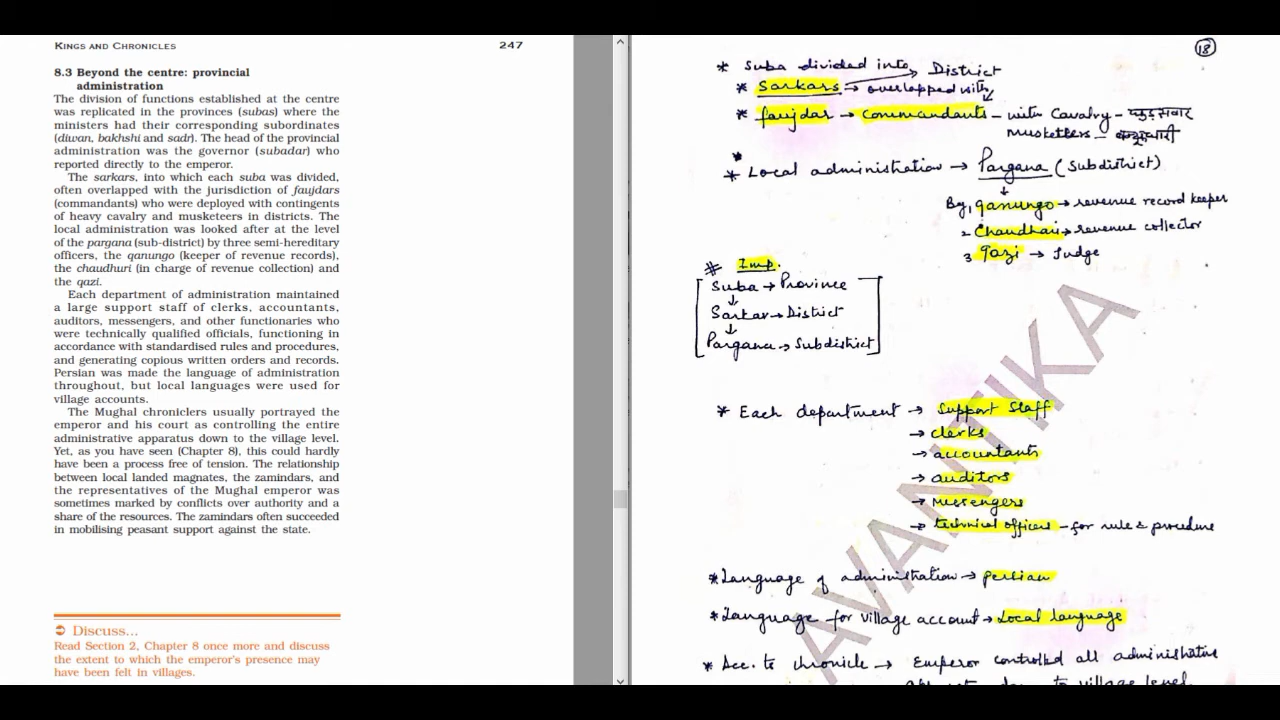 KINGS AND CHRONICLES 247
8.3 Beyond the centre: provincial
administration
The division of functions established at the centre
was replicated in the provinces (subas) where the
ministers had their corresponding subordinates
(diwan, bakhshi and sadr). The head of the provincial
administration was the governor (subadar) who
reported directly to the emperor.
The sarkars, into which each suba was divided,
often overlapped with the jurisdiction of faujdars
(commandants) who were deployed with contingents
of heavy cavalry and musketeers in districts. The
local administration was looked after at the level
of the pargana (sub-district) by three semi-hereditary
officers, the qanungo (keeper of revenue records),
the chaudhuri (in charge of revenue collection) and
the qazi.
Each department of administration maintained
a large support staff of clerks, accountants,
auditors, messengers, and other functionaries who
were technically qualified officials, functioning in
accordance with standardised rules and procedures,
and generating copious written orders and records.
Persian was made the language of administration
throughout, but local languages were used for
village accounts.
The Mughal chroniclers usually portrayed the
emperor and his court as controlling the entire
administrative apparatus down to the village level.
Yet, as you have seen (Chapter 8), this could hardly
have been a process free of tension. The relationship
between local landed magnates, the zamindars, and
the representatives of the Mughal emperor was
sometimes marked by conflicts over authority and a
share of the resources. The zamindars often succeeded
in mobilising peasant support against the state.
Discuss...
Read Section 2, Chapter 8 once more and discuss
the extent to which the emperor's presence may
have been felt in villages.
18
* Suba divided into → District
* Sarkars → overlapped with
* faujdar → commandants - with Cavalry - घुड़सवार
musketters -
* Local administration → Pargana (Subdistrict)
By, 1 qanungo → revenue record keeper
2 Chaudhari → revenue collector
3 qazi → Judge
* Imp.
Suba → Province
↓
Sarkar → District
↓
Pargana → Subdistrict
* Each department → Support Staff
→ clerks
→ accountants
→ auditors
→ Messengers
→ technical officers - for rule & procedure
* Language of administration → persian
* Language for village account → Local language
* Acc. to chronicle → Emperor controlled all administrative
to village level.
AVANTIKA